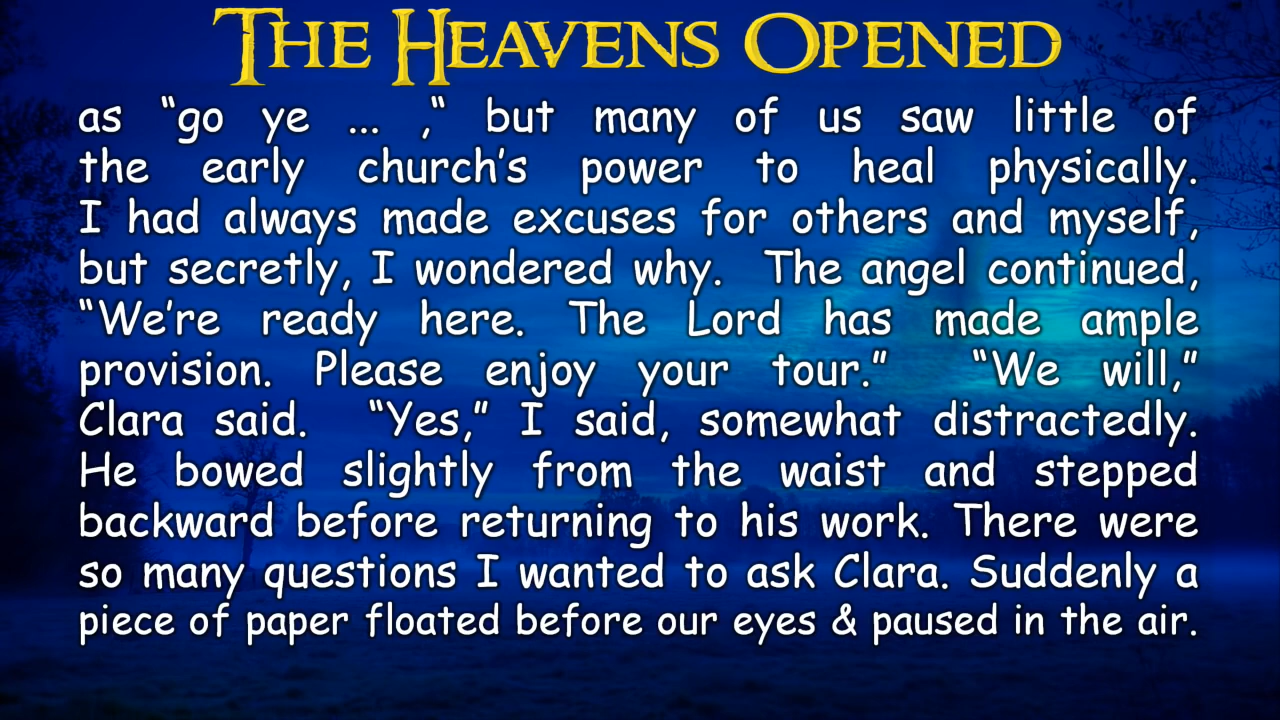 THE HEAVENS OPENED
as “go ye ... ,“ but many of us saw little of
the early church’s power to heal physically.
I had always made excuses for others and myself,
but secretly, I wondered why. The angel continued,
“We’re ready here. The Lord has made ample
provision. Please enjoy your tour.” “We will,”
Clara said. “Yes,” I said, somewhat distractedly.
He bowed slightly from the waist and stepped
backward before returning to his work. There were
so many questions I wanted to ask Clara. Suddenly a
piece of paper floated before our eyes & paused in the air.